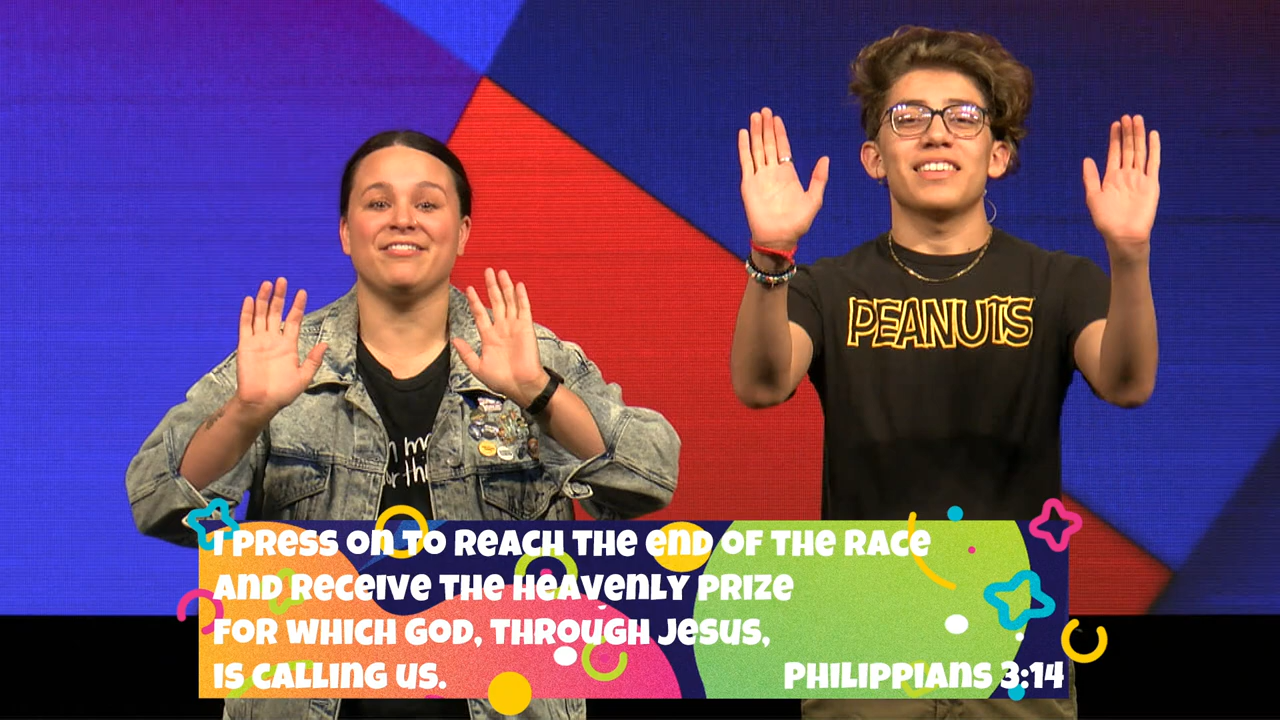 PEANUTS
I PRESS ON TO REACH THE END OF THE RACE
AND RECEIVE THE HEAVENLY PRIZE
FOR WHICH GOD, THROUGH JESUS,
IS CALLING US.
PHILIPPIANS 3:14